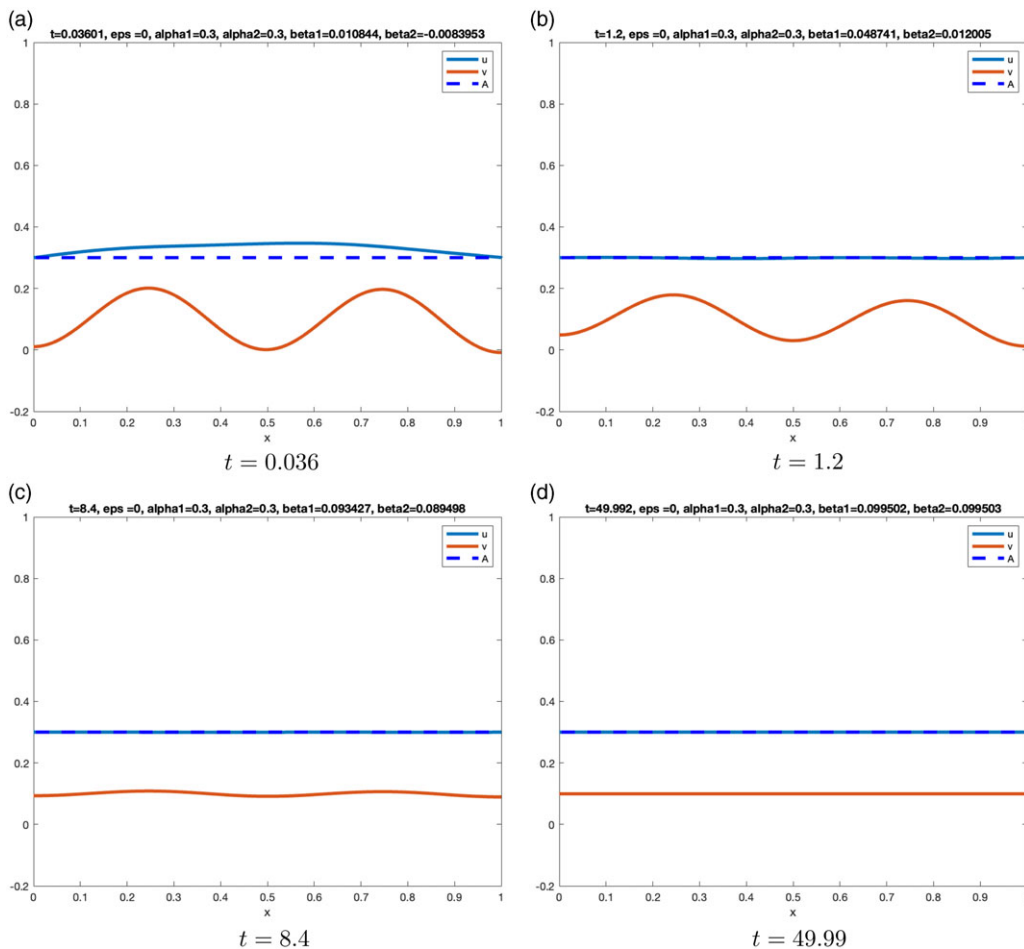 (a)
t=0.03601, eps =0, alpha1=0.3, alpha2=0.3, beta1=0.010844, beta2=-0.0083953
1
0.8
0.6
0.4
0.2
0
-0.2
0 0.1 0.2 0.3 0.4 0.5 0.6 0.7 0.8 0.9 1
x
u
v
A
t = 0.036
(b)
t=1.2, eps =0, alpha1=0.3, alpha2=0.3, beta1=0.048741, beta2=0.012005
1
0.8
0.6
0.4
0.2
0
-0.2
0 0.1 0.2 0.3 0.4 0.5 0.6 0.7 0.8 0.9
x
u
v
A
t = 1.2
(c)
t=8.4, eps =0, alpha1=0.3, alpha2=0.3, beta1=0.093427, beta2=0.089498
1
0.8
0.6
0.4
0.2
0
-0.2
0 0.1 0.2 0.3 0.4 0.5 0.6 0.7 0.8 0.9 1
x
u
v
A
t = 8.4
(d)
t=49.992, eps =0, alpha1=0.3, alpha2=0.3, beta1=0.099502, beta2=0.099503
1
0.8
0.6
0.4
0.2
0
-0.2
0 0.1 0.2 0.3 0.4 0.5 0.6 0.7 0.8 0.9
x
u
v
A
t = 49.99